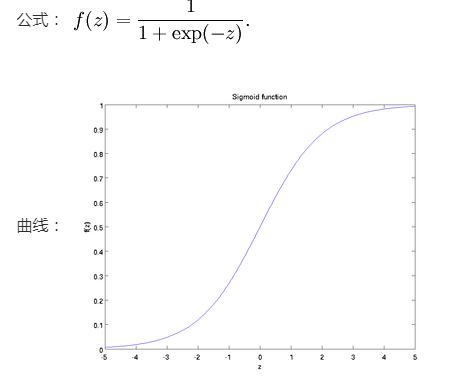 公式： f(z) = 1 / (1 + exp(−z)).
Sigmoid function
1
0.9
0.8
0.7
0.6
曲线： f(z) 0.5
0.4
0.3
0.2
0.1
0
-5 -4 -3 -2 -1 0 1 2 3 4 5
z